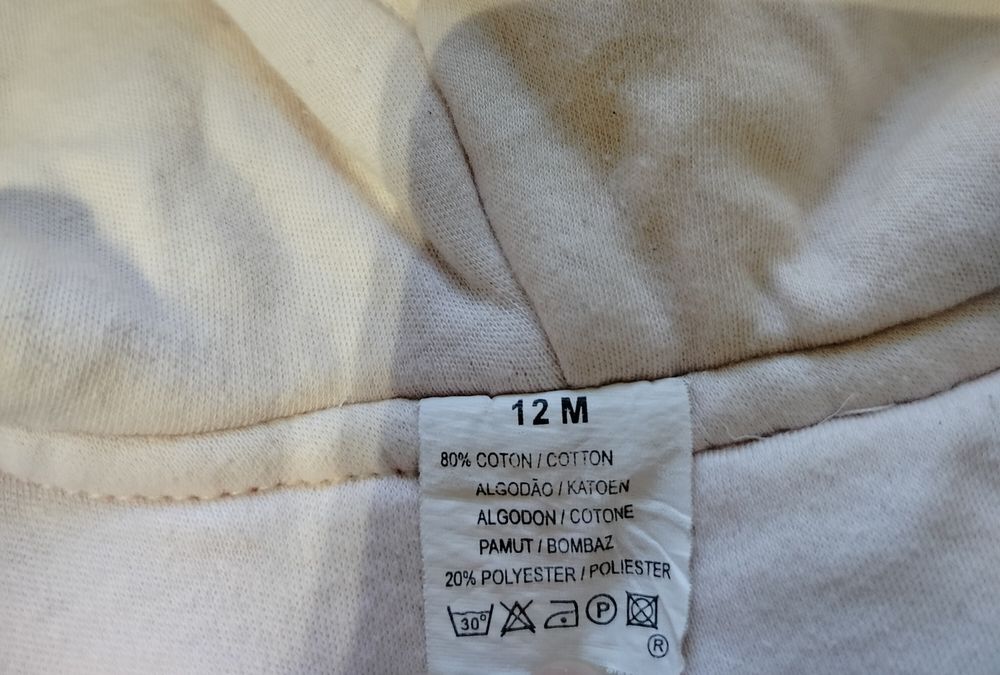 12 M
80% COTON / COTTON
ALGODÃO / KATOEN
ALGODON / COTONE
PAMUT / BOMBAZ
20% POLYESTER / POLIESTER
30° P
®